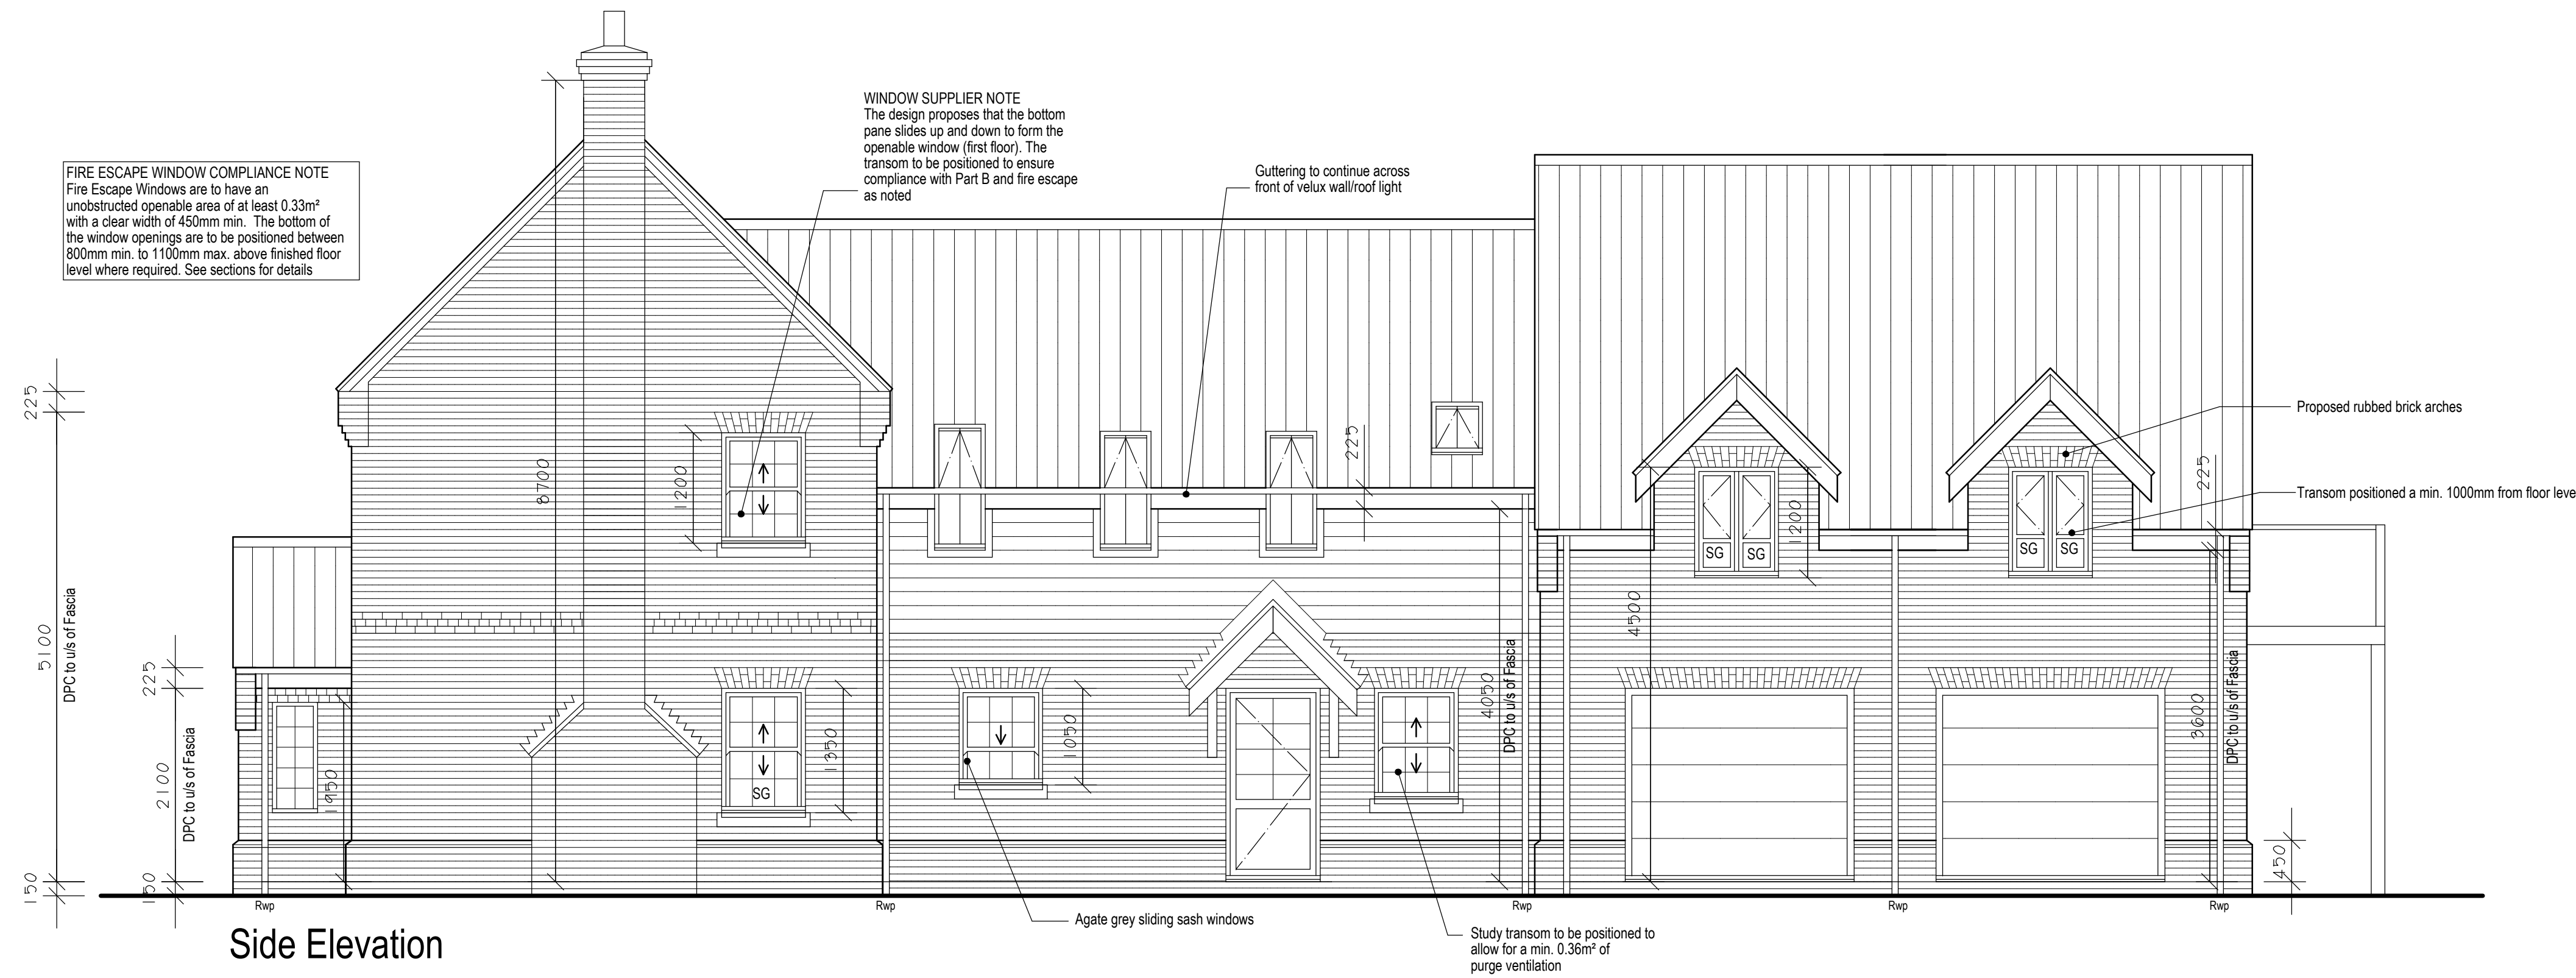 WINDOW SUPPLIER NOTE
The design proposes that the bottom
pane slides up and down to form the
openable window (first floor). The
transom to be positioned to ensure
compliance with Part B and fire escape
as noted
FIRE ESCAPE WINDOW COMPLIANCE NOTE
Fire Escape Windows are to have an
unobstructed openable area of at least 0.33m²
with a clear width of 450mm min. The bottom of
the window openings are to be positioned between
800mm min. to 1100mm max. above finished floor
level where required. See sections for details
Guttering to continue across
front of velux wall/roof light
Proposed rubbed brick arches
Transom positioned a min. 1000mm from floor leve
225
5100
DPC to u/s of Fascia
150
225
2100
DPC to u/s of Fascia
150
1950
8700
1200
1350
SG
1050
225
4050
DPC to u/s of Fascia
4500
SG
SG
1200
SG
SG
225
3600
DPC to u/s of Fascia
450
Rwp
Rwp
Rwp
Rwp
Rwp
Agate grey sliding sash windows
Study transom to be positioned to
allow for a min. 0.36m² of
purge ventilation
Side Elevation